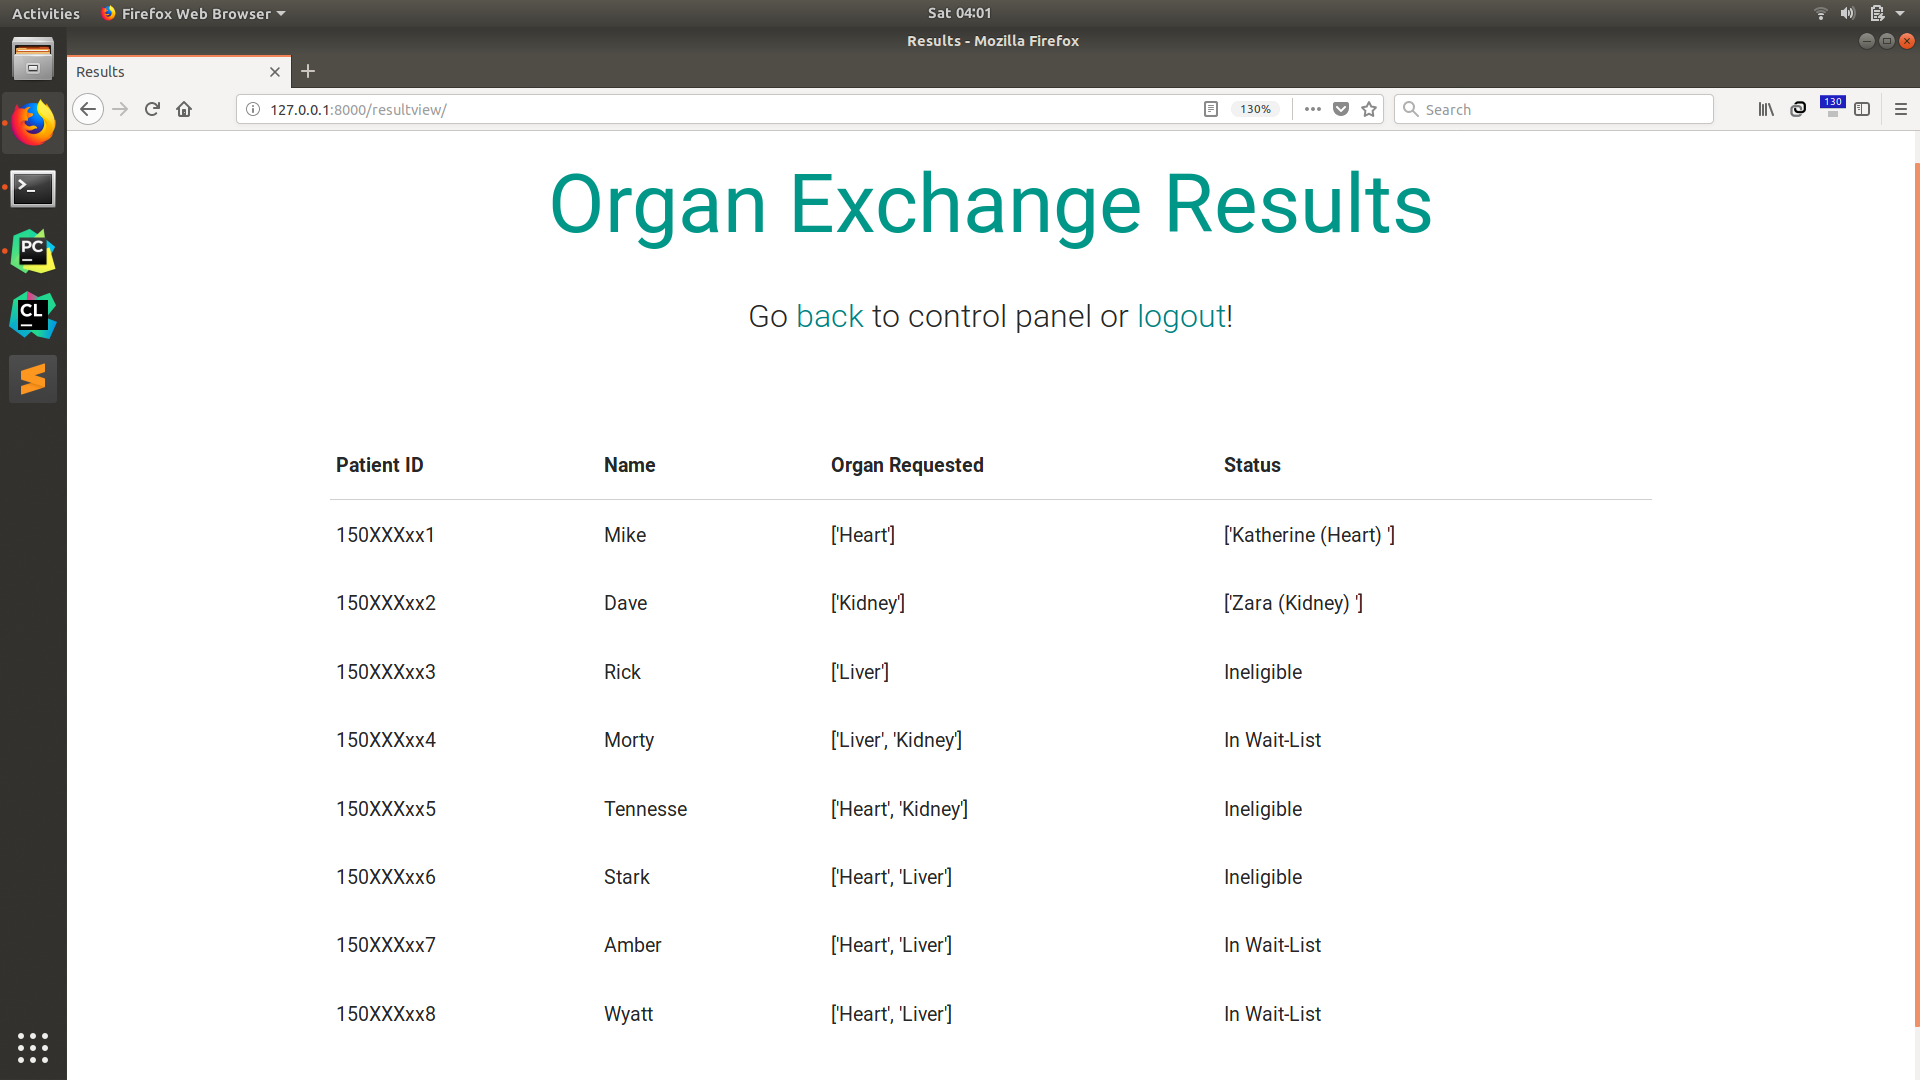 Activities Firefox Web Browser Sat 04:01
Results - Mozilla Firefox
Results
127.0.0.1:8000/resultview/ 130% Search 130
Organ Exchange Results
Go back to control panel or logout!
Patient ID Name Organ Requested Status
150XXXxx1 Mike ['Heart'] ['Katherine (Heart) ']
150XXXxx2 Dave ['Kidney'] ['Zara (Kidney) ']
150XXXxx3 Rick ['Liver'] Ineligible
150XXXxx4 Morty ['Liver', 'Kidney'] In Wait-List
150XXXxx5 Tennesse ['Heart', 'Kidney'] Ineligible
150XXXxx6 Stark ['Heart', 'Liver'] Ineligible
150XXXxx7 Amber ['Heart', 'Liver'] In Wait-List
150XXXxx8 Wyatt ['Heart', 'Liver'] In Wait-List
PC
CL